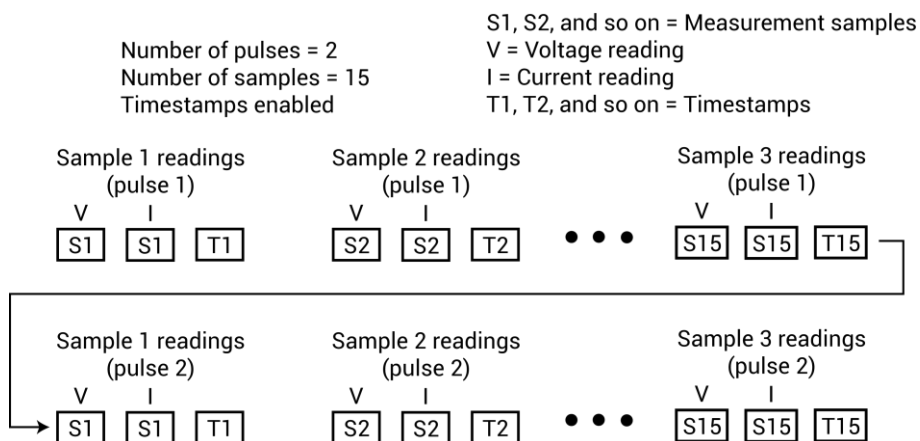 Number of pulses = 2
Number of samples = 15
Timestamps enabled
S1, S2, and so on = Measurement samples
V = Voltage reading
I = Current reading
T1, T2, and so on = Timestamps
Sample 1 readings
(pulse 1)
Sample 2 readings
(pulse 1)
Sample 3 readings
(pulse 1)
V I V I V I
S1 S1 T1 S2 S2 T2 S15 S15 T15
Sample 1 readings
(pulse 2)
Sample 2 readings
(pulse 2)
Sample 3 readings
(pulse 2)
V I V I V I
S1 S1 T1 S2 S2 T2 S15 S15 T15